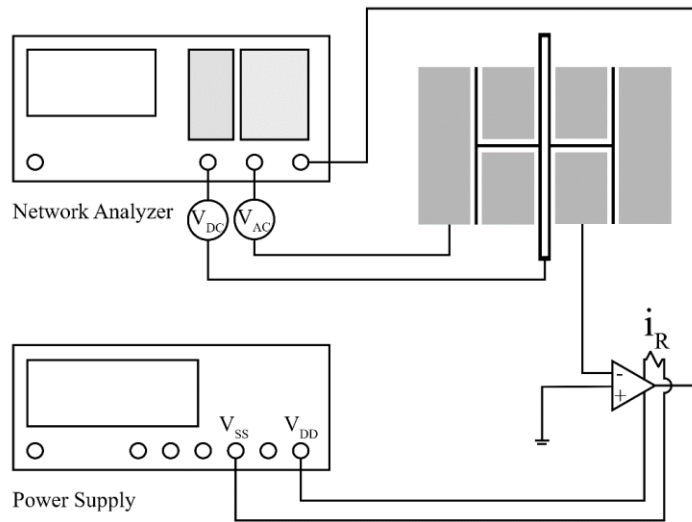 V_DC
V_AC
Network Analyzer
i_R
-
+
V_SS
V_DD
Power Supply